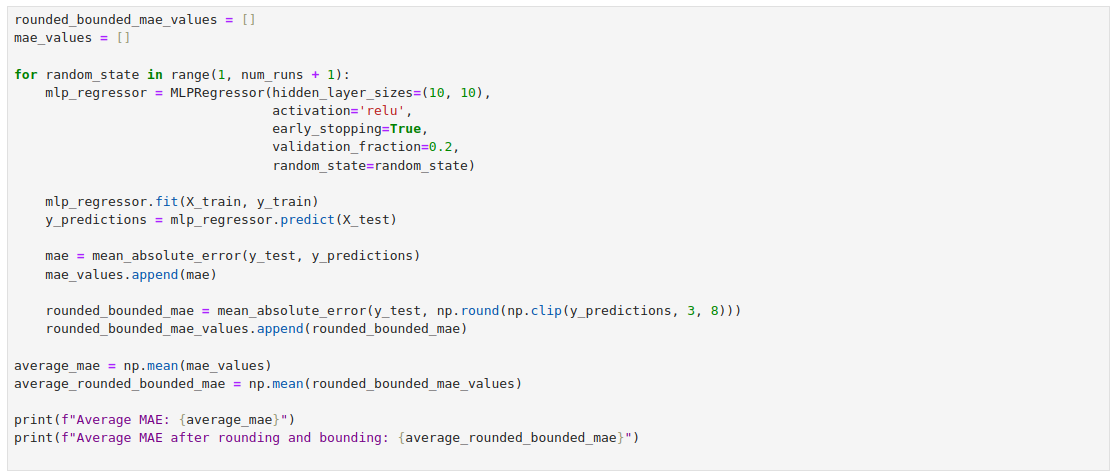 rounded_bounded_mae_values = []
mae_values = []
for random_state in range(1, num_runs + 1):
    mlp_regressor = MLPRegressor(hidden_layer_sizes=(10, 10),
                                 activation='relu',
                                 early_stopping=True,
                                 validation_fraction=0.2,
                                 random_state=random_state)
    mlp_regressor.fit(X_train, y_train)
    y_predictions = mlp_regressor.predict(X_test)
    mae = mean_absolute_error(y_test, y_predictions)
    mae_values.append(mae)
    rounded_bounded_mae = mean_absolute_error(y_test, np.round(np.clip(y_predictions, 3, 8)))
    rounded_bounded_mae_values.append(rounded_bounded_mae)
average_mae = np.mean(mae_values)
average_rounded_bounded_mae = np.mean(rounded_bounded_mae_values)
print(f"Average MAE: {average_mae}")
print(f"Average MAE after rounding and bounding: {average_rounded_bounded_mae}")